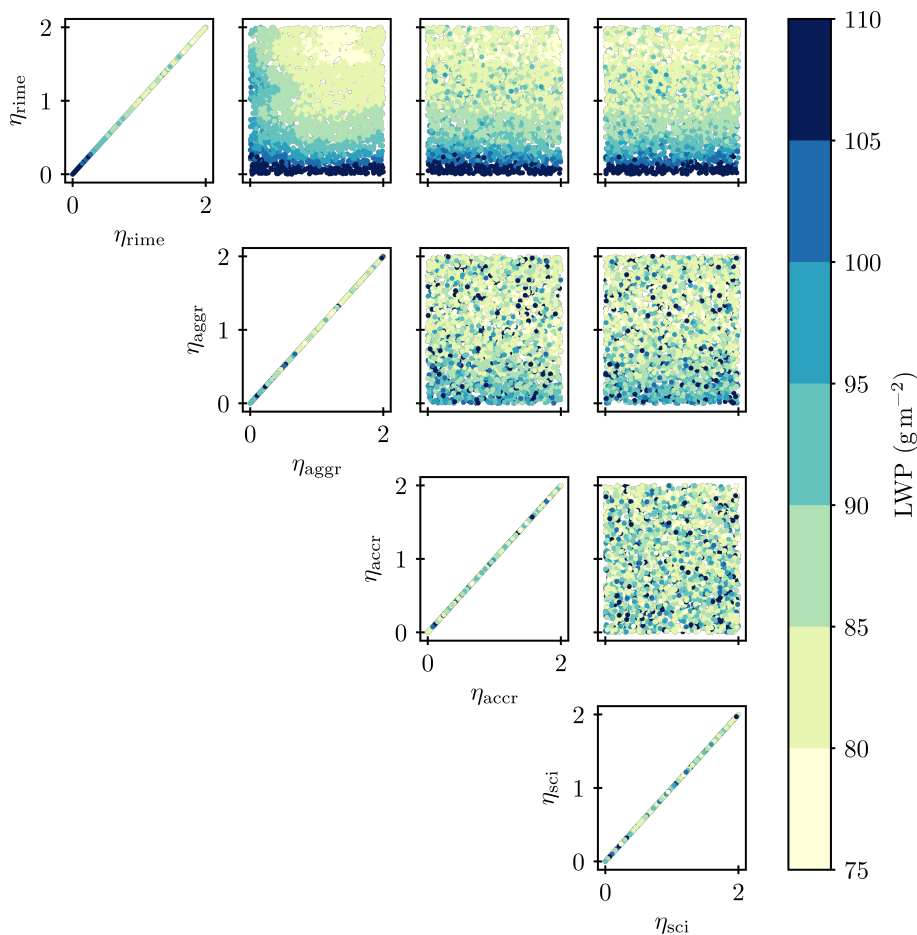 2
1
0
η_rime
0 2
η_rime
2
1
0
η_aggr
0 2
η_aggr
2
1
0
η_accr
0 2
η_accr
2
1
0
η_sci
0 2
η_sci
110
105
100
95
90
85
80
75
LWP (g m⁻²)